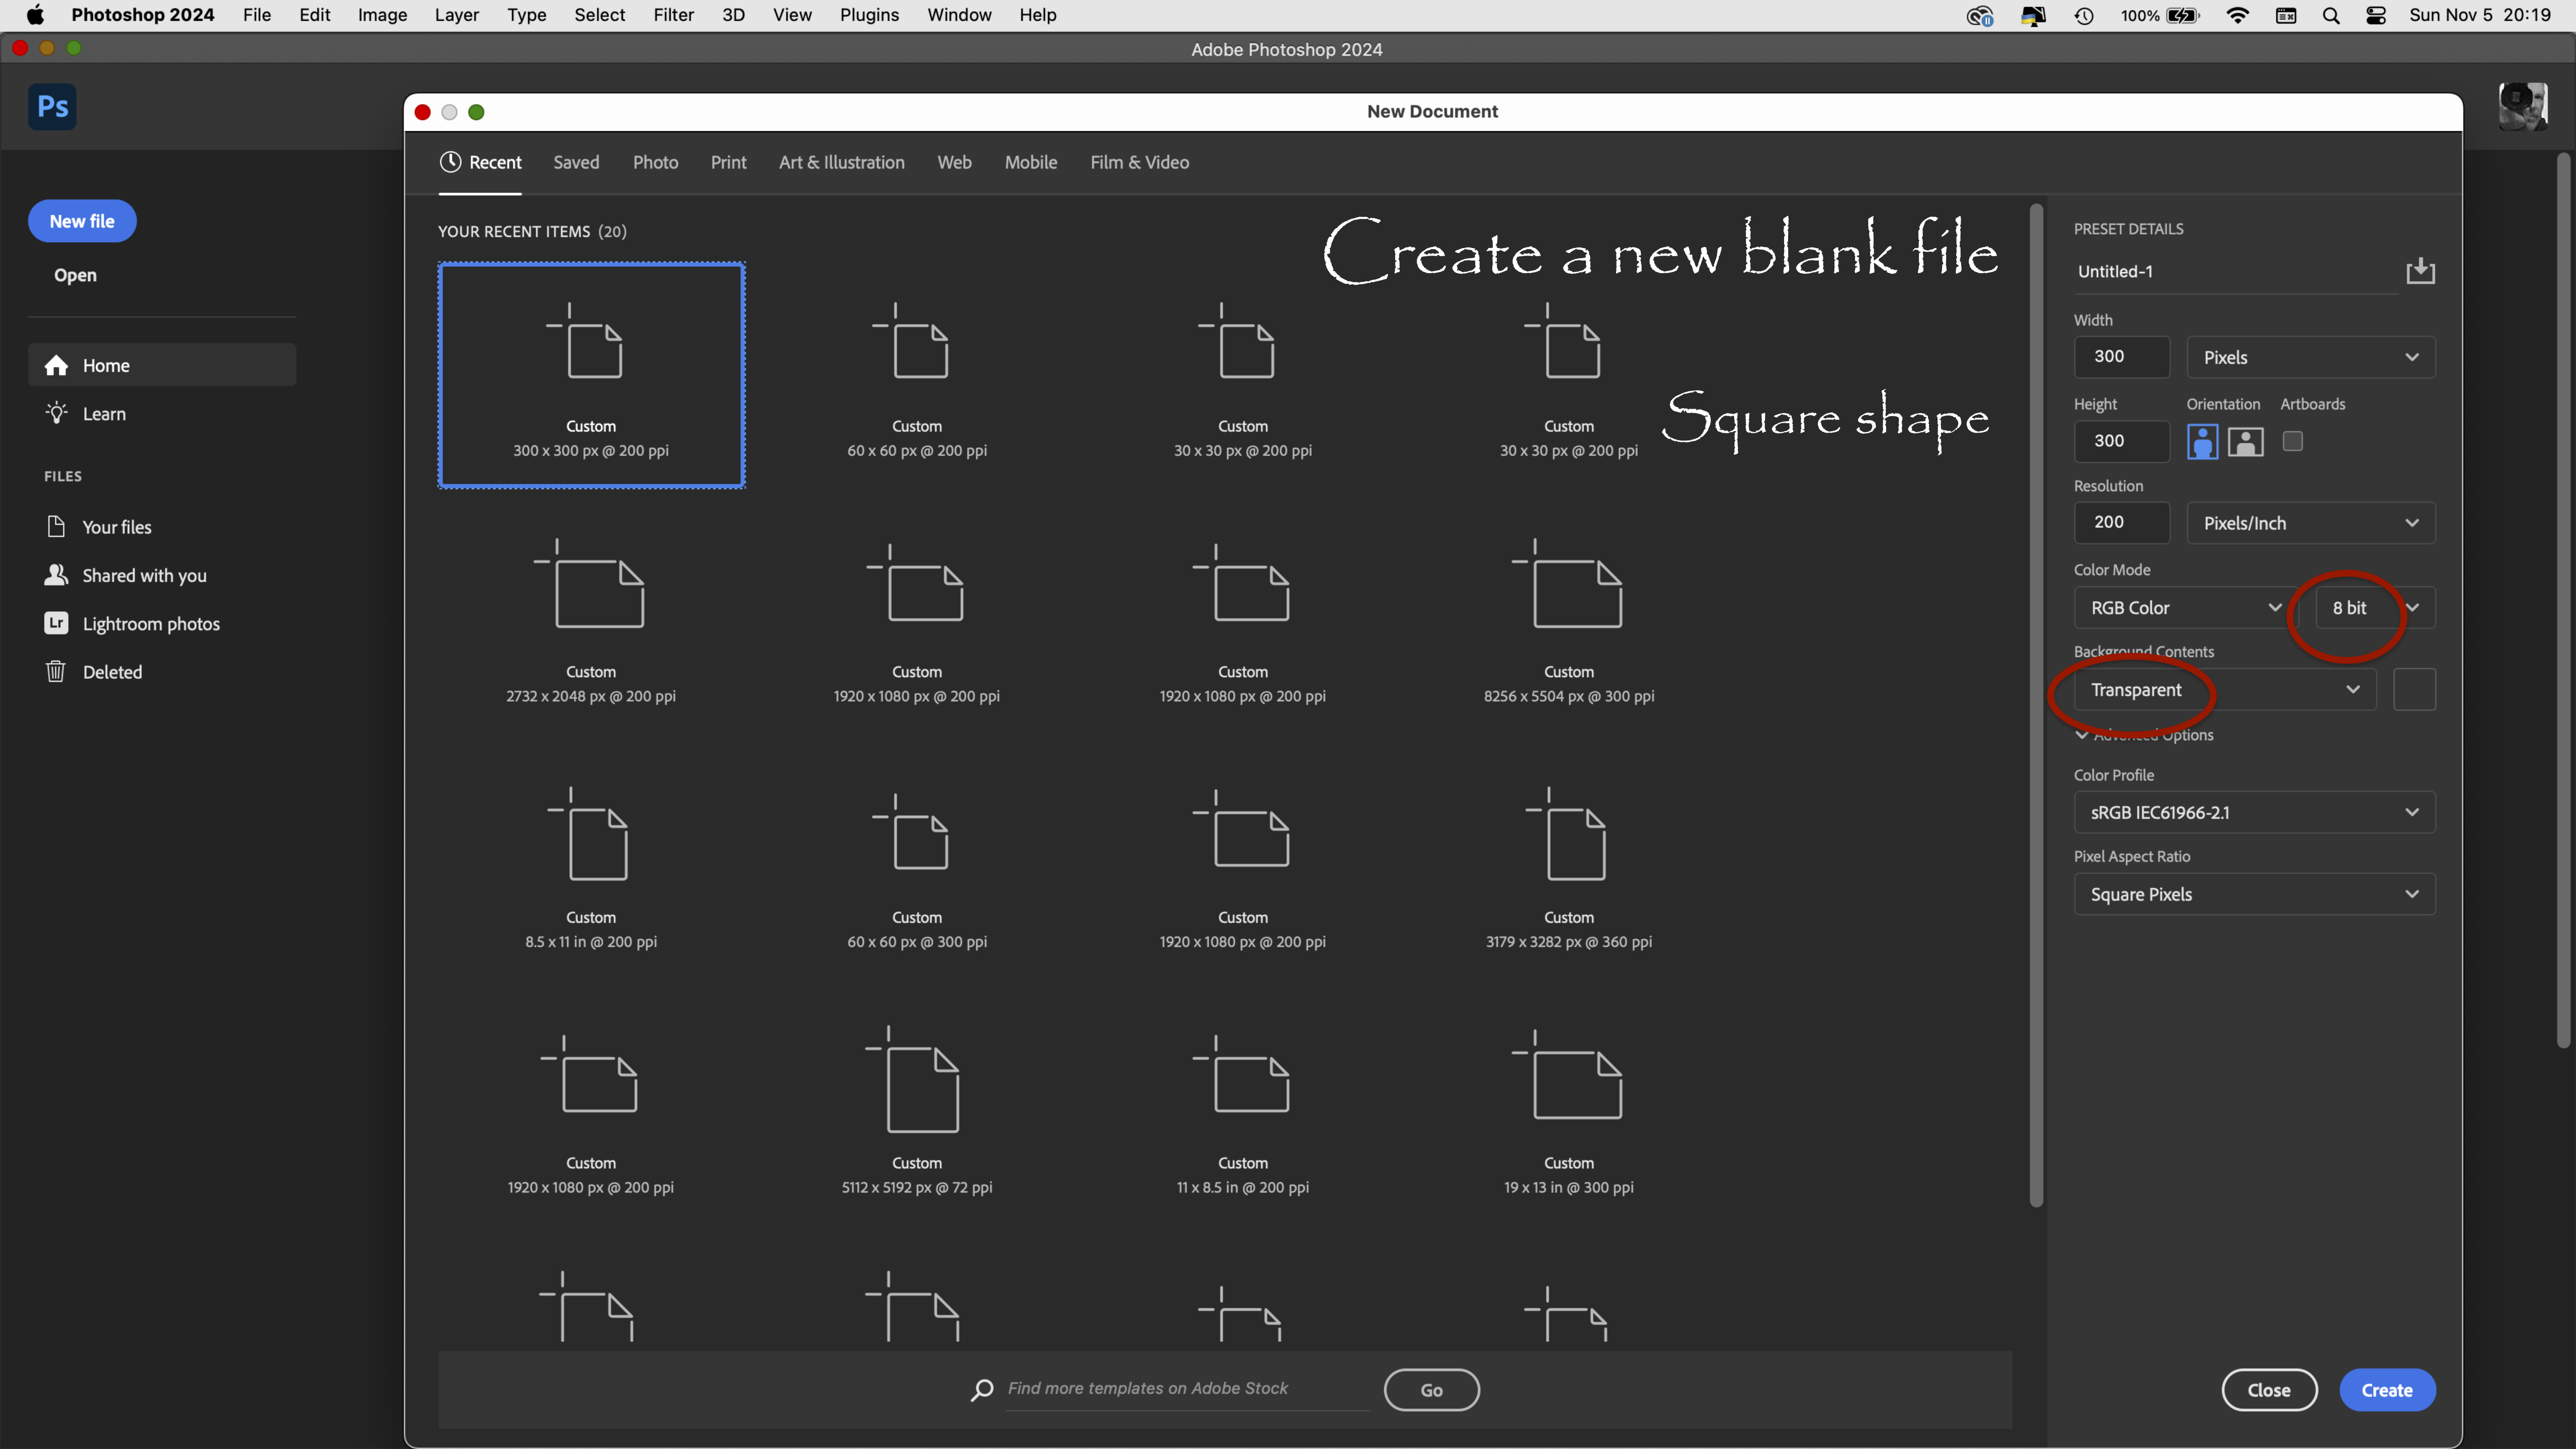 Photoshop 2024 File Edit Image Layer Type Select Filter 3D View Plugins Window Help 100% Sun Nov 5 20:19
Adobe Photoshop 2024
Ps
New file
Open
Home
Learn
FILES
Your files
Shared with you
Lr Lightroom photos
Deleted
New Document
Recent Saved Photo Print Art & Illustration Web Mobile Film & Video
YOUR RECENT ITEMS (20)
Create a new blank file
Square shape
Custom Custom Custom Custom
300 x 300 px @ 200 ppi 60 x 60 px @ 200 ppi 30 x 30 px @ 200 ppi 30 x 30 px @ 200 ppi
Custom Custom Custom Custom
2732 x 2048 px @ 200 ppi 1920 x 1080 px @ 200 ppi 1920 x 1080 px @ 200 ppi 8256 x 5504 px @ 300 ppi
Custom Custom Custom Custom
8.5 x 11 in @ 200 ppi 60 x 60 px @ 300 ppi 1920 x 1080 px @ 200 ppi 3179 x 3282 px @ 360 ppi
Custom Custom Custom Custom
1920 x 1080 px @ 200 ppi 5112 x 5192 px @ 72 ppi 11 x 8.5 in @ 200 ppi 19 x 13 in @ 300 ppi
Find more templates on Adobe Stock Go
PRESET DETAILS
Untitled-1
Width
300 Pixels
Height Orientation Artboards
300
Resolution
200 Pixels/Inch
Color Mode
RGB Color 8 bit
Background Contents
Transparent
Advanced Options
Color Profile
sRGB IEC61966-2.1
Pixel Aspect Ratio
Square Pixels
Close Create